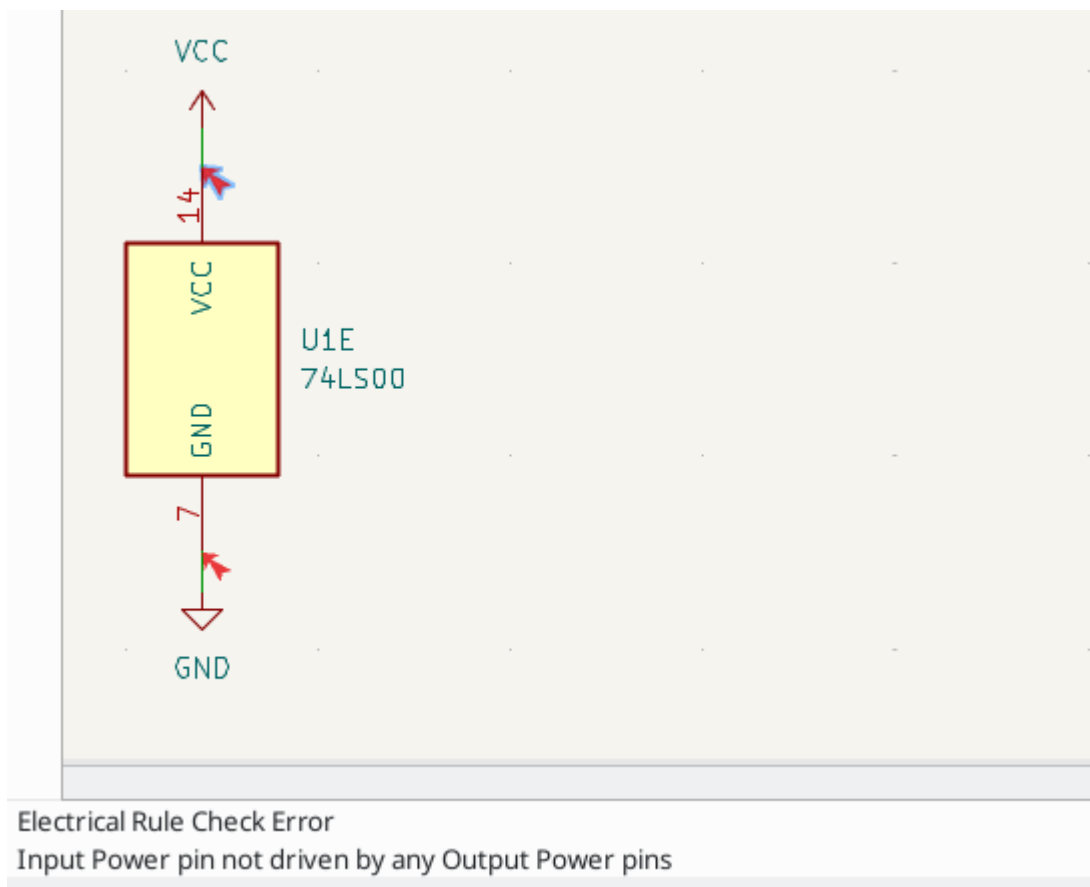 VCC
14
VCC
U1E
74LS00
GND
7
GND
Electrical Rule Check Error
Input Power pin not driven by any Output Power pins